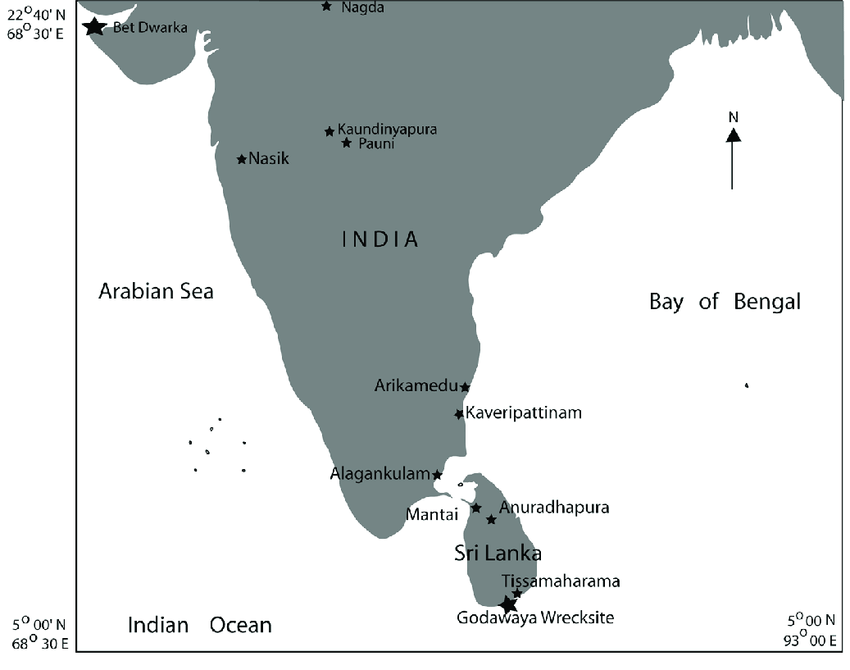 22°40' N
68°30' E
Nagda
Bet Dwarka
N
Kaundinyapura
Pauni
Nasik
INDIA
Arabian Sea
Bay of Bengal
Arikamedu
Kaveripattinam
Alagankulam
Anuradhapura
Mantai
Sri Lanka
Tissamaharama
Godawaya Wrecksite
Indian Ocean
5° 00' N
68° 30 E
5° 00 N
93° 00 E